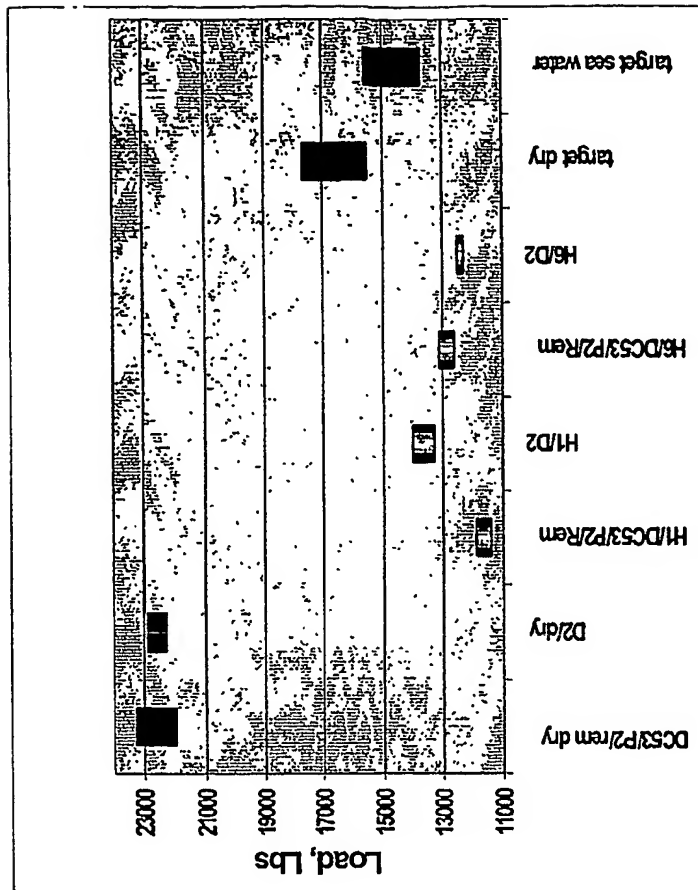 Load, Lbs
23000
21000
19000
17000
15000
13000
11000
DC53/P2/rem dry
D2/dry
H1/DC53/P2/Rem
H1/D2
H6/DC53/P2/Rem
H6/D2
target dry
target sea water